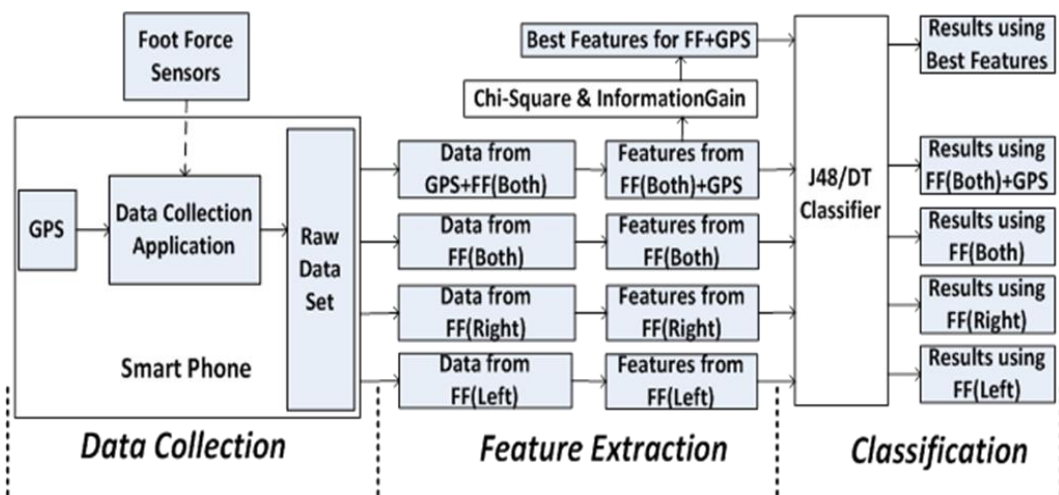 Foot Force
Sensors
GPS
Data Collection
Application
Raw
Data
Set
Smart Phone
Data Collection
Best Features for FF+GPS
Chi-Square & InformationGain
Data from
GPS+FF(Both)
Features from
FF(Both)+GPS
Data from
FF(Both)
Features from
FF(Both)
Data from
FF(Right)
Features from
FF(Right)
Data from
FF(Left)
Features from
FF(Left)
Feature Extraction
J48/DT
Classifier
Results using
Best Features
Results using
FF(Both)+GPS
Results using
FF(Both)
Results using
FF(Right)
Results using
FF(Left)
Classification